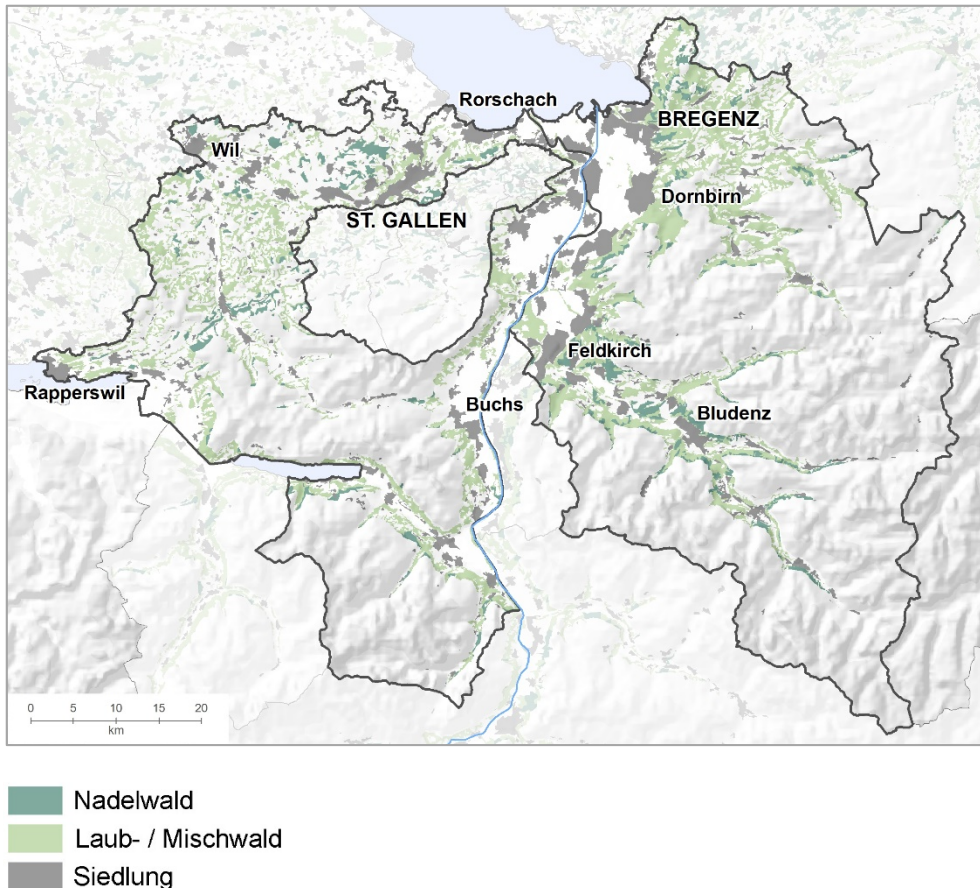 Rorschach
BREGENZ
Wil
Dornbirn
ST. GALLEN
Feldkirch
Rapperswil
Buchs
Bludenz
0 5 10 15 20
km
Nadelwald
Laub- / Mischwald
Siedlung